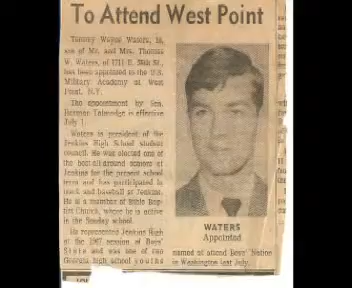 To Attend West Point
Tommy Wayne Waters, 18,
son of Mr. and Mrs. Thomas
W. Waters, of 1711 E. 38th St.,
has been appointed to the U.S.
Military Academy at West
Point, N.Y.
The appointment by Sen.
Herman Talmadge is effective
July 1.
Waters is president of the
Jenkins High School student
council. He was elected one of
the best all-around seniors at
Jenkins for the present school
term and has participated in
track and baseball at Jenkins.
He is a member of Bible Bap-
tist Church, where he is active
in the Sunday school.
He represented Jenkins High
at the 1967 session of Boys'
State and was one of two
Georgia high school youths
WATERS
Appointed
named to attend Boys' Nation
in Washington last July.